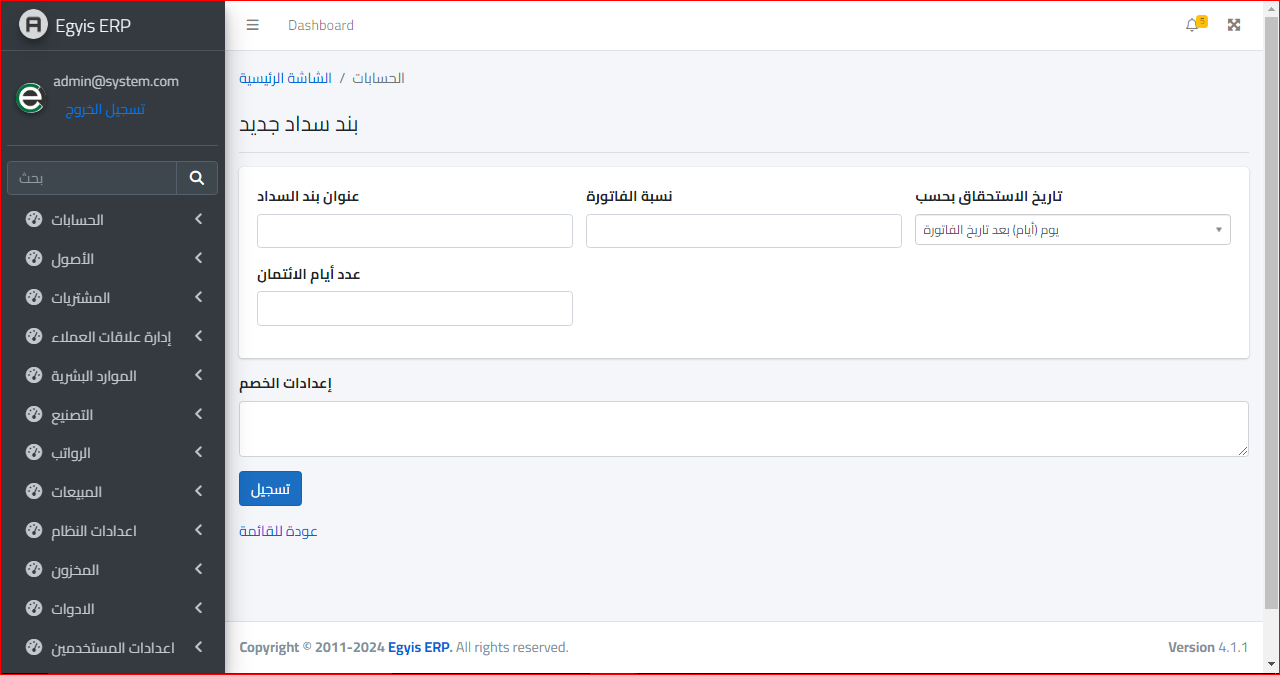 Egyis ERP
Dashboard
5
admin@system.com
تسجيل الخروج
بحث
الحسابات
الأصول
المشتريات
إدارة علاقات العملاء
الموارد البشرية
التصنيع
الرواتب
المبيعات
اعدادات النظام
المخزون
الادوات
اعدادات المستخدمين
الشاشة الرئيسية / الحسابات
بند سداد جديد
عنوان بند السداد
نسبة الفاتورة
تاريخ الاستحقاق بحسب
يوم (أيام) بعد تاريخ الفاتورة
عدد أيام الائتمان
إعدادات الخصم
تسجيل
عودة للقائمة
Copyright © 2011-2024 Egyis ERP. All rights reserved.
Version 4.1.1